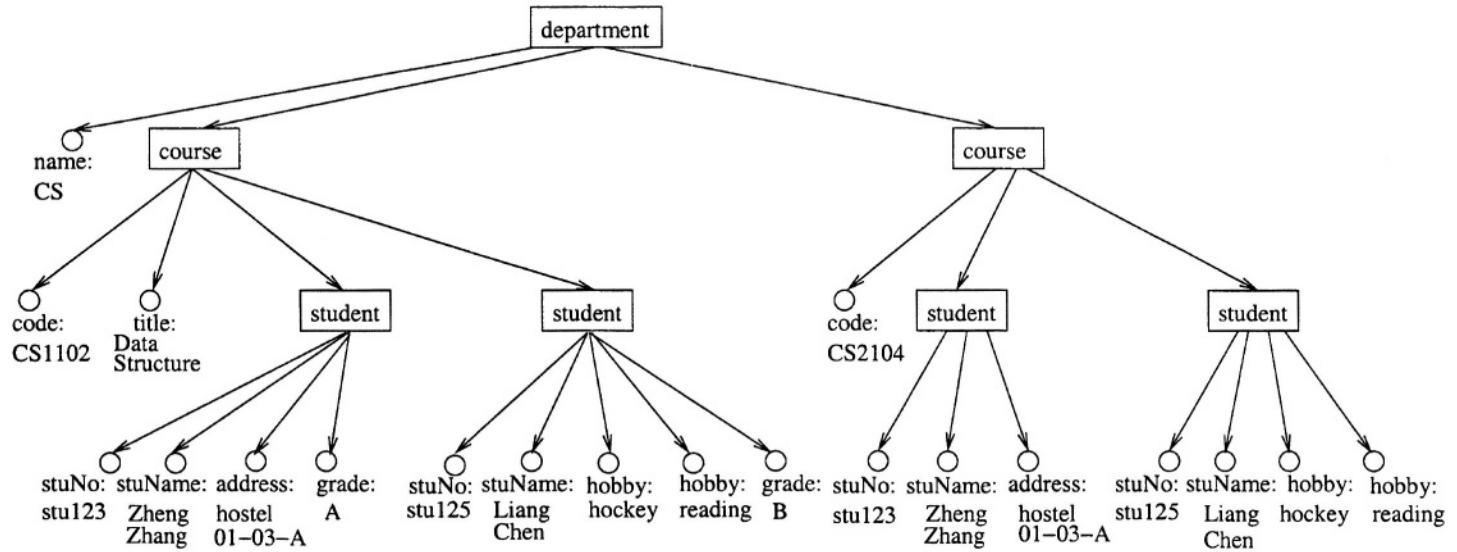 department
name:
CS
course
course
code:
CS1102
title:
Data
Structure
student
student
code:
CS2104
student
student
stuNo:
stu123
stuName:
Zheng
Zhang
address:
hostel
01-03-A
grade:
A
stuNo:
stu125
stuName:
Liang
Chen
hobby:
hockey
hobby:
reading
grade:
B
stuNo:
stu123
stuName:
Zheng
Zhang
address:
hostel
01-03-A
stuNo:
stu125
stuName:
Liang
Chen
hobby:
hockey
hobby:
reading